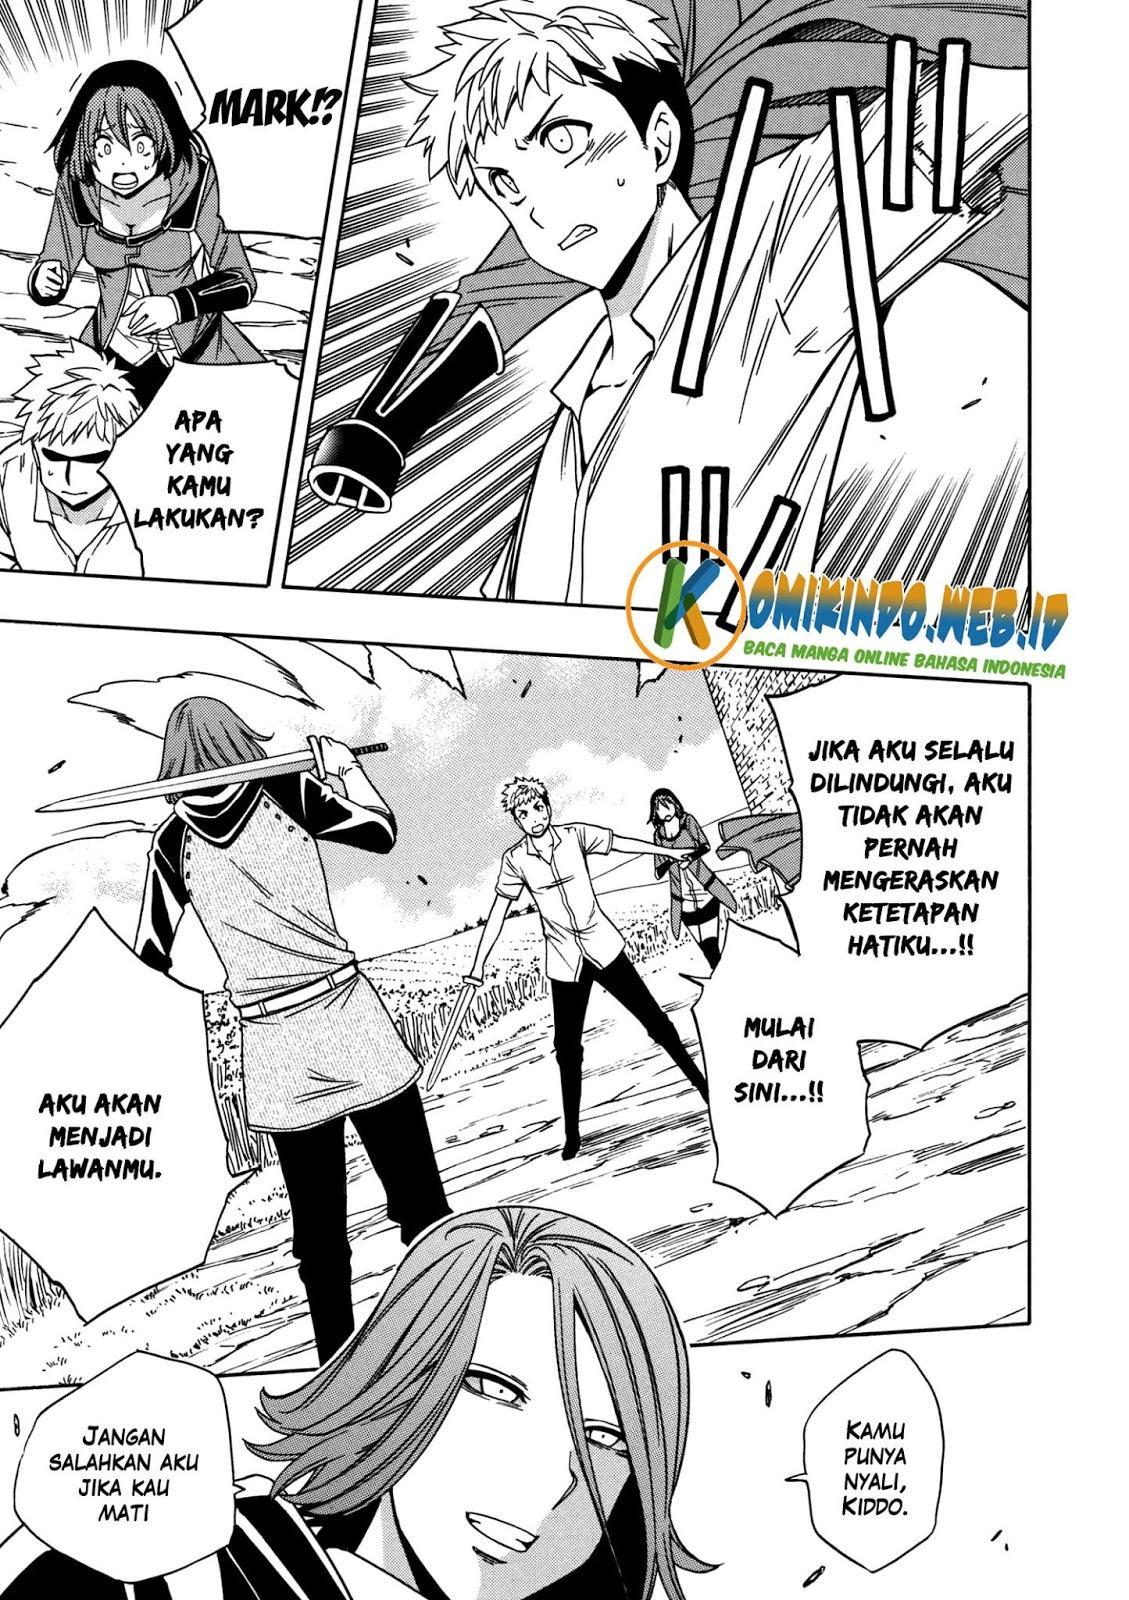 MARK!?
APA
YANG
KAMU
LAKUKAN?
KOMIKINDO.WEB.ID
BACA MANGA ONLINE BAHASA INDONESIA
JIKA AKU SELALU
DILINDUNGI, AKU
TIDAK AKAN
PERNAH
MENGERASKAN
KETETAPAN
HATIKU...!!
MULAI
DARI
SINI...!!
AKU AKAN
MENJADI
LAWANMU.
KAMU
PUNYA
NYALI,
KIDDO.
JANGAN
SALAHKAN AKU
JIKA KAU
MATI